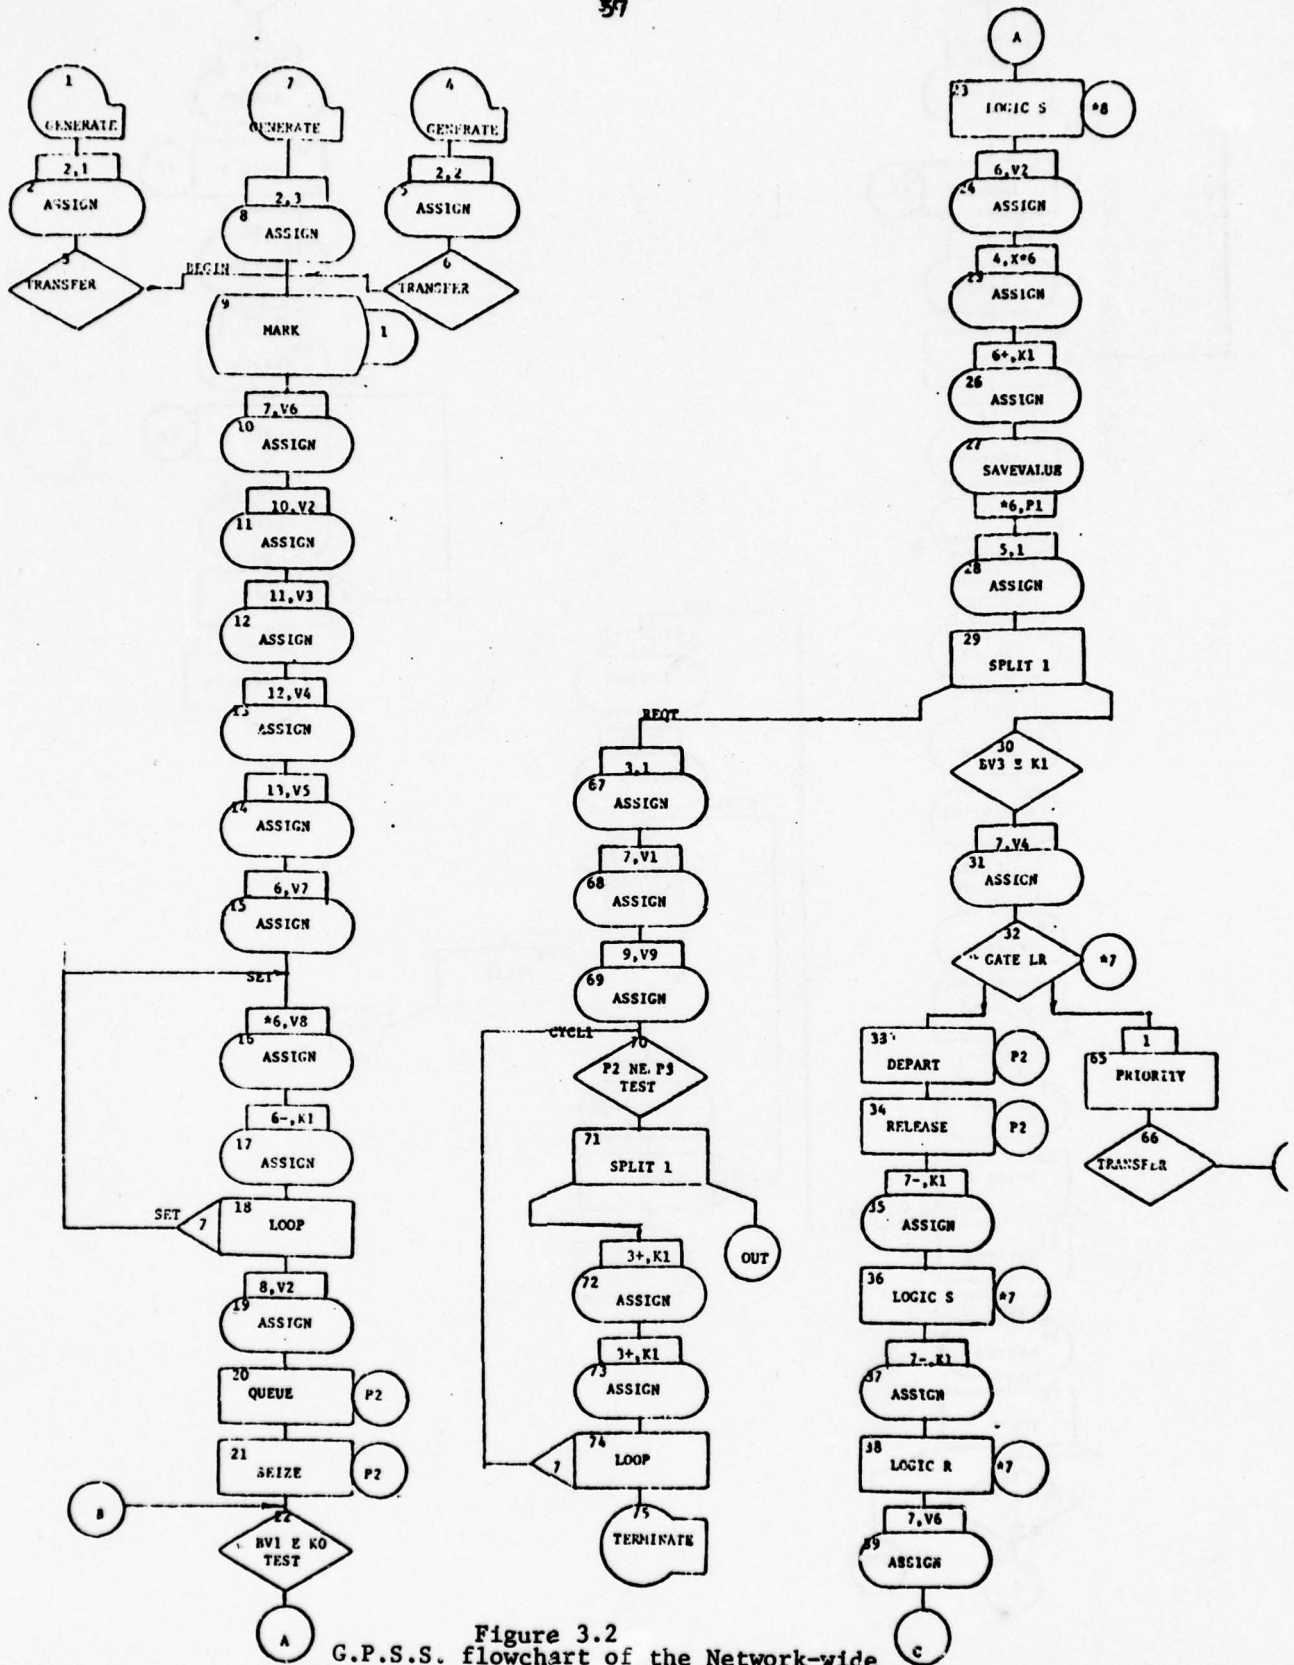 37
1
GENERATE
2,1
2
ASSIGN
3
TRANSFER
7
GENERATE
2,3
8
ASSIGN
BEGIN
4
GENERATE
2,2
5
ASSIGN
6
TRANSFER
9
MARK
1
7,V6
10
ASSIGN
10,V2
11
ASSIGN
11,V3
12
ASSIGN
12,V4
13
ASSIGN
13,V5
14
ASSIGN
6,V7
15
ASSIGN
SET
*6,V8
16
ASSIGN
6-,K1
17
ASSIGN
SET
7
18
LOOP
8,V2
19
ASSIGN
20
QUEUE
P2
21
SEIZE
P2
B
22
BV1 E K0
TEST
A
REQT
3,1
67
ASSIGN
7,V1
68
ASSIGN
9,V9
69
ASSIGN
CYCL1
70
P2 NE P3
TEST
71
SPLIT 1
OUT
3+,K1
72
ASSIGN
3+,K1
73
ASSIGN
7
74
LOOP
75
TERMINATE
A
23
LOGIC S
*8
6,V2
24
ASSIGN
4,X*6
25
ASSIGN
6+,K1
26
ASSIGN
27
SAVEVALUE
*6,P1
5,1
28
ASSIGN
29
SPLIT 1
30
BV3 E K1
7,V4
31
ASSIGN
32
GATE LR
*7
33
DEPART
P2
34
RELEASE
P2
7-,K1
35
ASSIGN
36
LOGIC S
*7
7-,K1
37
ASSIGN
38
LOGIC R
*7
7,V6
39
ASSIGN
C
1
65
PRIORITY
66
TRANSFER
Figure 3.2
G.P.S.S. flowchart of the Network-wide